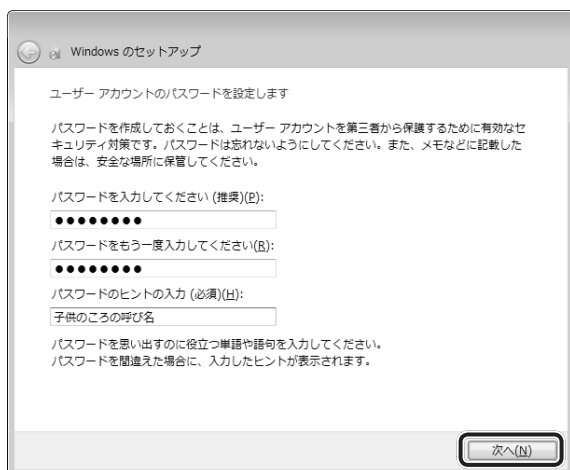 Windows のセットアップ
ユーザー アカウントのパスワードを設定します
パスワードを作成しておくことは、ユーザー アカウントを第三者から保護するために有効なセ
キュリティ対策です。パスワードは忘れないようにしてください。また、メモなどに記載した
場合は、安全な場所に保管してください。
パスワードを入力してください (推奨)(P):
●●●●●●●●
パスワードをもう一度入力してください(R):
●●●●●●●●
パスワードのヒントの入力 (必須)(H):
子供のころの呼び名
パスワードを思い出すのに役立つ単語や語句を入力してください。
パスワードを間違えた場合に、入力したヒントが表示されます。
次へ(N)